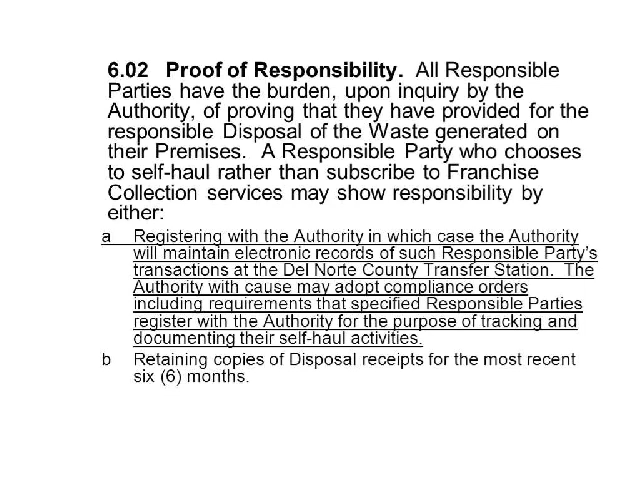 6.02 Proof of Responsibility. All Responsible
Parties have the burden, upon inquiry by the
Authority, of proving that they have provided for the
responsible Disposal of the Waste generated on
their Premises. A Responsible Party who chooses
to self-haul rather than subscribe to Franchise
Collection services may show responsibility by
either:
a Registering with the Authority in which case the Authority
will maintain electronic records of such Responsible Party's
transactions at the Del Norte County Transfer Station. The
Authority with cause may adopt compliance orders
including requirements that specified Responsible Parties
register with the Authority for the purpose of tracking and
documenting their self-haul activities.
b Retaining copies of Disposal receipts for the most recent
six (6) months.